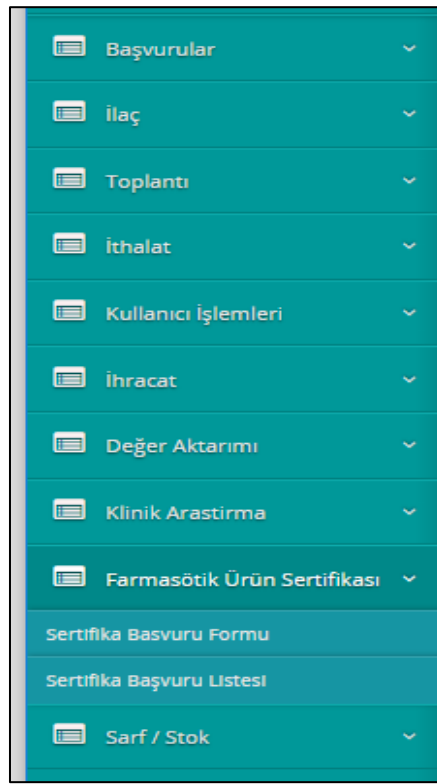 Başvurular
İlaç
Toplantı
İthalat
Kullanıcı İşlemleri
İhracat
Değer Aktarımı
Klinik Arastirma
Farmasötik Ürün Sertifikası
Sertifika Basvuru Formu
Sertifika Başvuru Listesi
Sarf / Stok